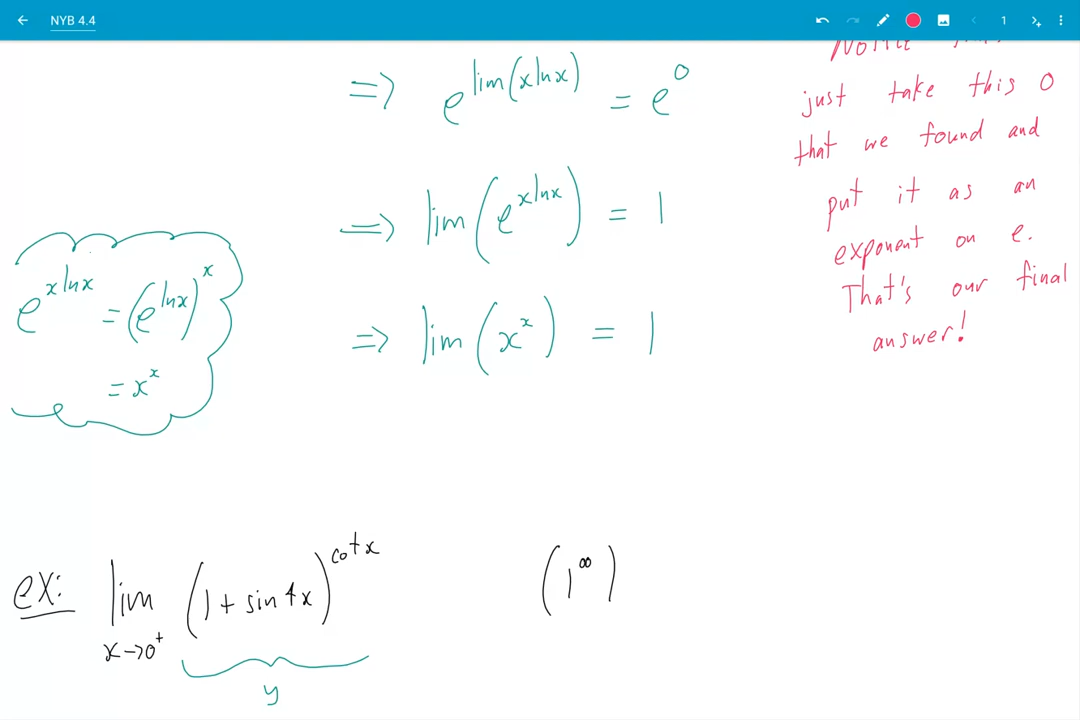 NYB 4.4
1
=> e^{lim(x ln x)} = e^0
=> lim(e^{x ln x}) = 1
=> lim(x^x) = 1
e^{x ln x} = (e^{ln x})^x
= x^x
just take this 0
that we found and
put it as an
exponent on e.
That's our final
answer!
ex: lim_{x→0^+} (1 + sin 4x)^{cot x} (1^∞)
y